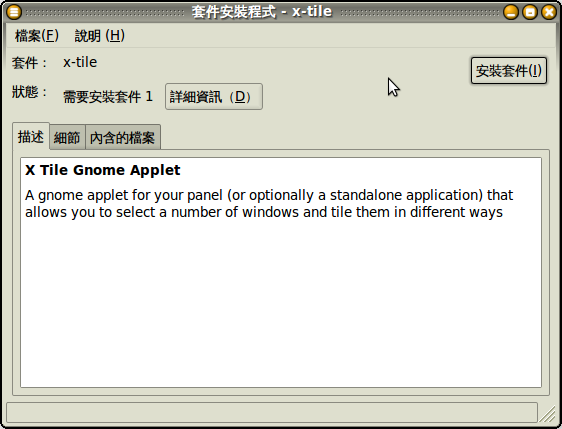 套件安裝程式 - x-tile
檔案(F) 說明 (H)
套件： x-tile
安裝套件(I)
狀態： 需要安裝套件 1 詳細資訊（D）
描述 細節 內含的檔案
X Tile Gnome Applet
A gnome applet for your panel (or optionally a standalone application) that
allows you to select a number of windows and tile them in different ways